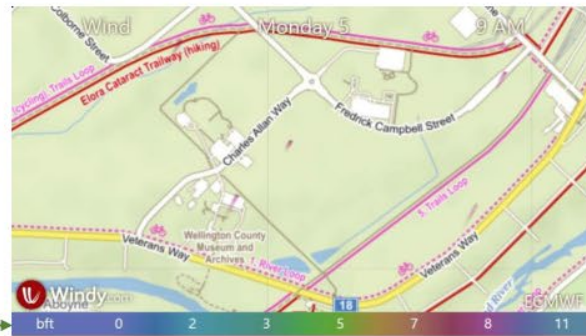 Wind Monday 5 9 AM
Colborne Street
(cycling), Trails Loop
Elora Cataract Trailway (hiking)
Charles Allan Way
Fredrick Campbell Street
3, Trails Loop
Wellington County
Museum and
Archives
Veterans Way
1, River Loop
Veterans Way
18
Windy.com
Aboyne
River
ECMWF
bft 0 2 3 5 7 8 11